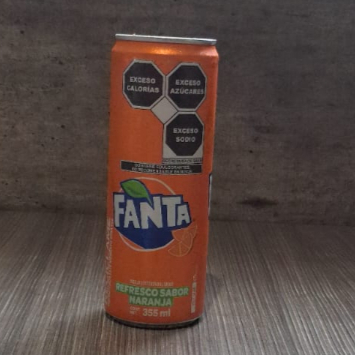 EXCESO
CALORÍAS
EXCESO
AZÚCARES
EXCESO
SODIO
FANTA
REFRESCO SABOR
NARANJA
355 ml